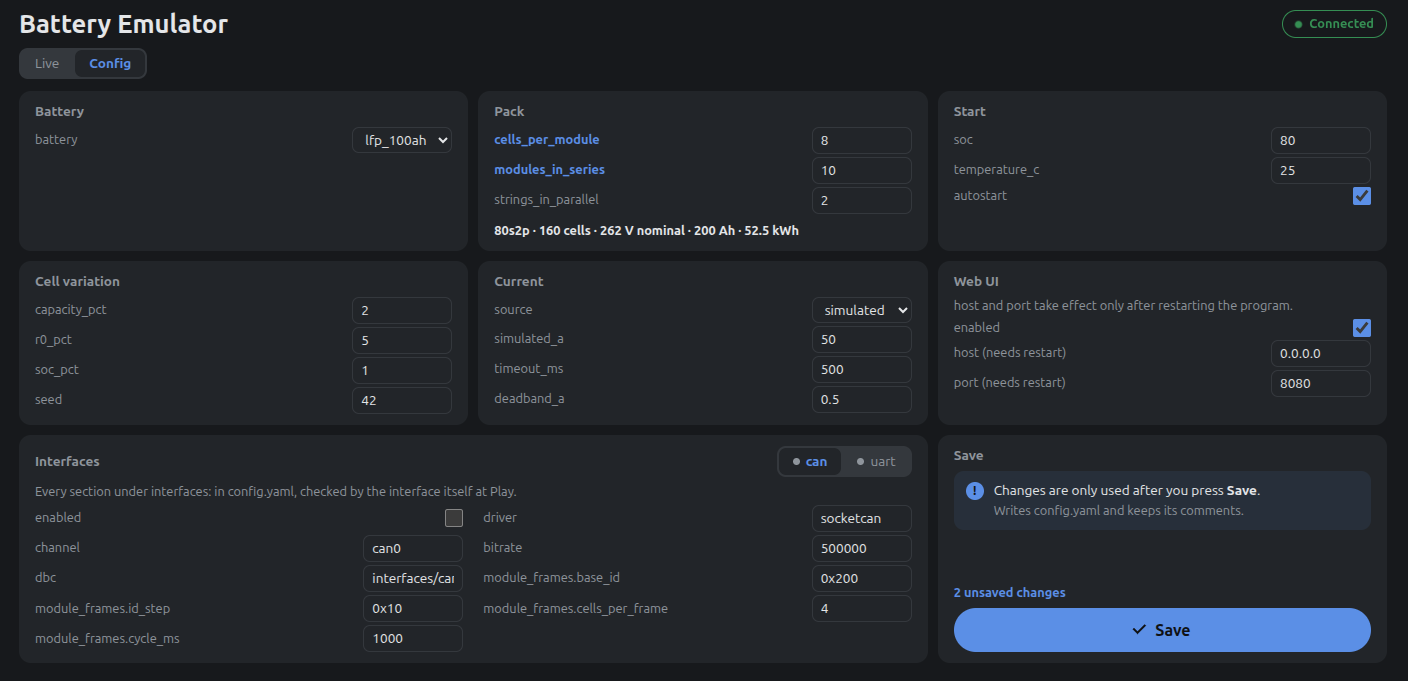 Battery Emulator
Connected
Live
Config
Battery
battery
lfp_100ah
Pack
cells_per_module
8
modules_in_series
10
strings_in_parallel
2
80s2p · 160 cells · 262 V nominal · 200 Ah · 52.5 kWh
Start
soc
80
temperature_c
25
autostart
Cell variation
capacity_pct
2
r0_pct
5
soc_pct
1
seed
42
Current
source
simulated
simulated_a
50
timeout_ms
500
deadband_a
0.5
Web UI
host and port take effect only after restarting the program.
enabled
host (needs restart)
0.0.0.0
port (needs restart)
8080
Interfaces
can
uart
Every section under interfaces: in config.yaml, checked by the interface itself at Play.
enabled
driver
socketcan
channel
can0
bitrate
500000
dbc
interfaces/car
module_frames.base_id
0x200
module_frames.id_step
0x10
module_frames.cells_per_frame
4
module_frames.cycle_ms
1000
Save
! Changes are only used after you press Save.
Writes config.yaml and keeps its comments.
2 unsaved changes
Save